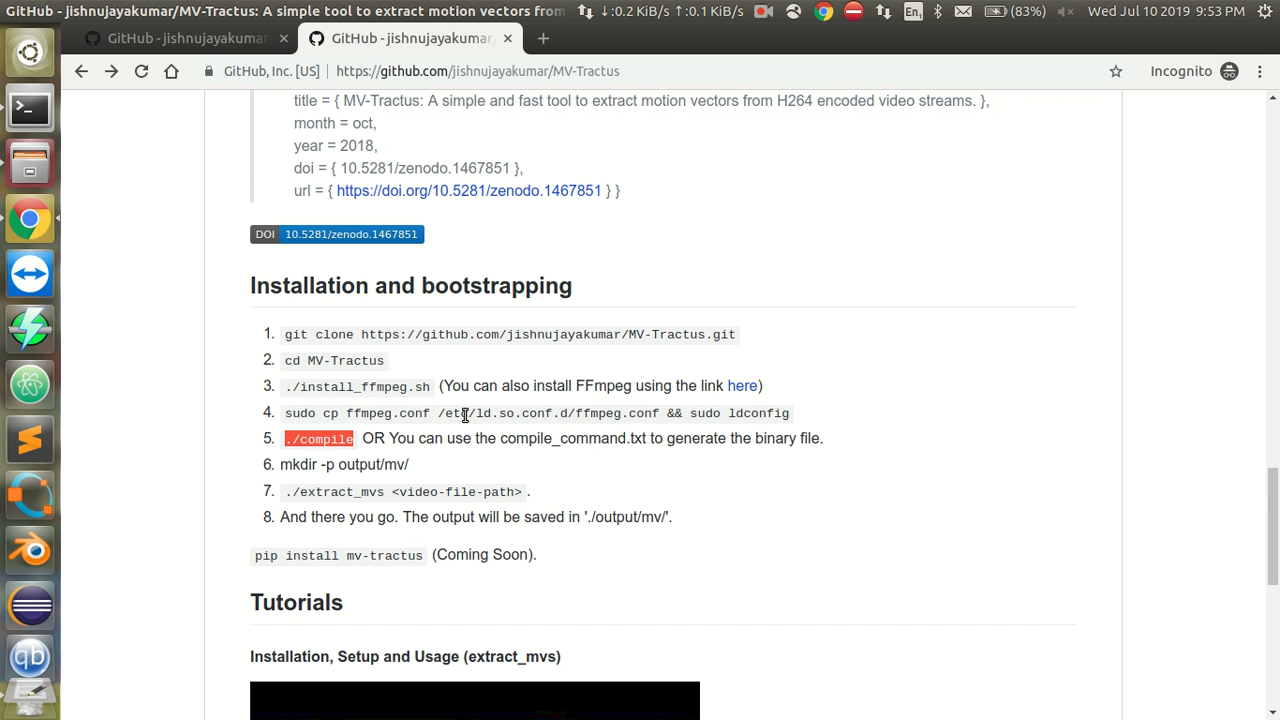 GitHub - jishnujayakumar/MV-Tractus: A simple tool to extract motion vectors from
↓:0.2 KiB/s ↑:0.1 KiB/s
En1
(83%)
Wed Jul 10 2019 9:53 PM
GitHub - jishnujayakumar
GitHub - jishnujayakumar/
GitHub, Inc. [US]
https://github.com/jishnujayakumar/MV-Tractus
Incognito
title = { MV-Tractus: A simple and fast tool to extract motion vectors from H264 encoded video streams. },
month = oct,
year = 2018,
doi = { 10.5281/zenodo.1467851 },
url = { https://doi.org/10.5281/zenodo.1467851 } }
DOI 10.5281/zenodo.1467851
Installation and bootstrapping
1. git clone https://github.com/jishnujayakumar/MV-Tractus.git
2. cd MV-Tractus
3. ./install_ffmpeg.sh (You can also install FFmpeg using the link here)
4. sudo cp ffmpeg.conf /etc/ld.so.conf.d/ffmpeg.conf && sudo ldconfig
5. ./compile OR You can use the compile_command.txt to generate the binary file.
6. mkdir -p output/mv/
7. ./extract_mvs <video-file-path> .
8. And there you go. The output will be saved in './output/mv/'.
pip install mv-tractus (Coming Soon).
Tutorials
Installation, Setup and Usage (extract_mvs)
qb